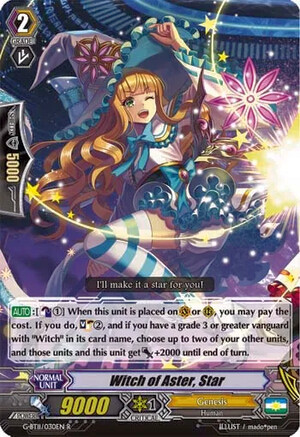 2
GRADE
5000
I'll make it a star for you!
AUTO : [ 1 ] When this unit is placed on V or R, you may pay the
cost. If you do, 2, and if you have a grade 3 or greater vanguard
with "Witch" in its card name, choose up to two of your other units,
and those units and this unit get +2000 until end of turn.
NORMAL
UNIT
Witch of Aster, Star
POWER
9000
1
Genesis
Human
G-BT11/030EN R
ILLUST / mado*pen